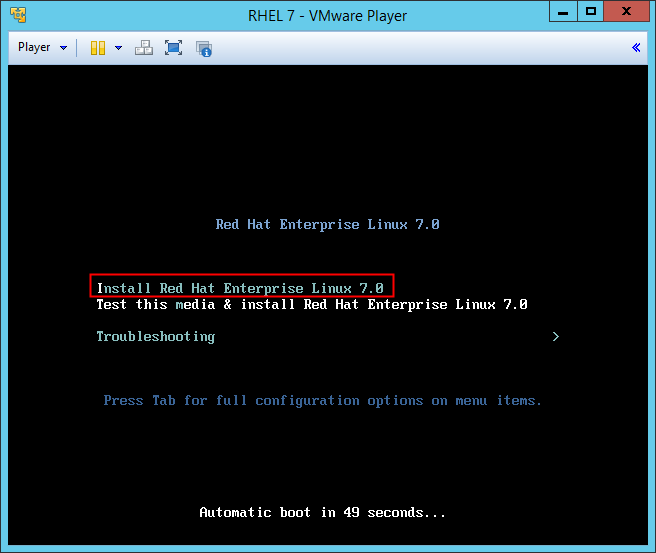 RHEL 7 - VMware Player
Player
Red Hat Enterprise Linux 7.0
Install Red Hat Enterprise Linux 7.0
Test this media & install Red Hat Enterprise Linux 7.0
Troubleshooting >
Press Tab for full configuration options on menu items.
Automatic boot in 49 seconds...